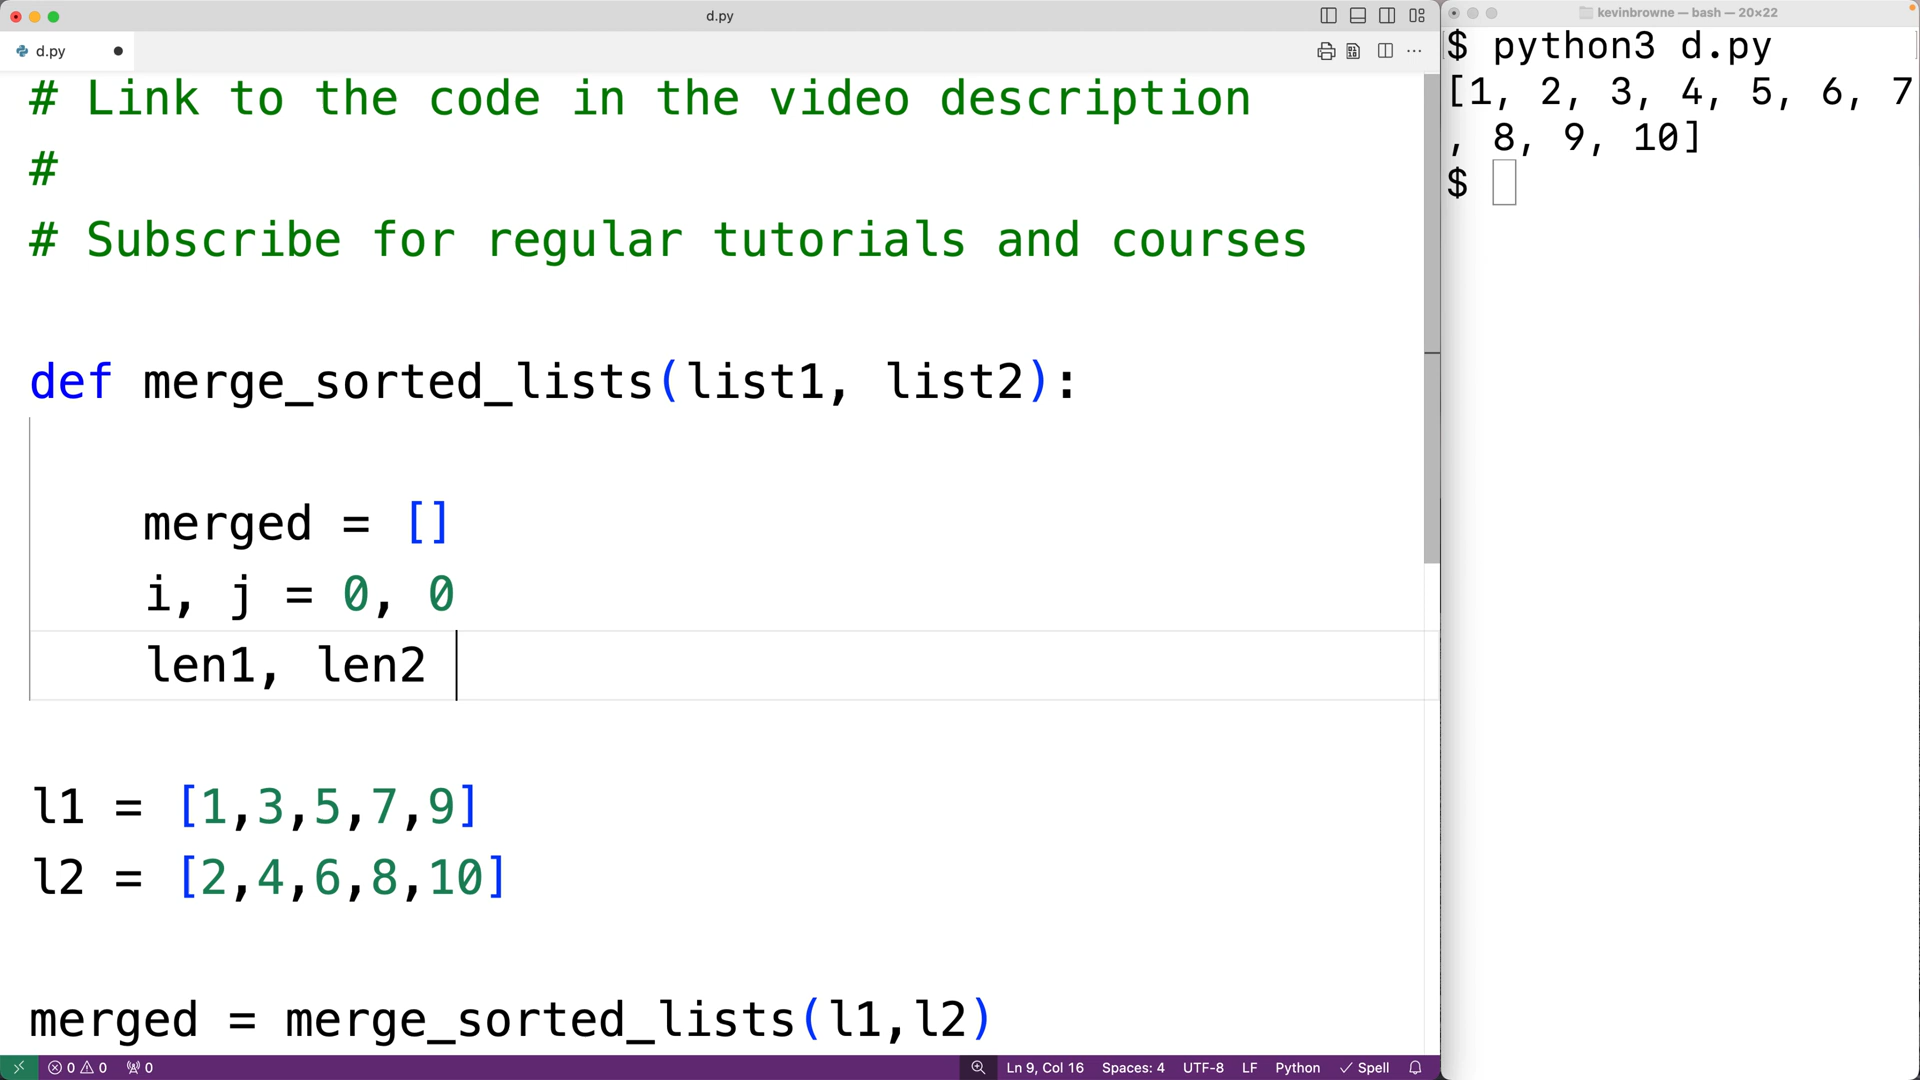 d.py
d.py
# Link to the code in the video description
#
# Subscribe for regular tutorials and courses
def merge_sorted_lists(list1, list2):
merged = []
i, j = 0, 0
len1, len2
l1 = [1,3,5,7,9]
l2 = [2,4,6,8,10]
merged = merge_sorted_lists(l1,l2)
0 0 0
Ln 9, Col 16 Spaces: 4 UTF-8 LF Python Spell
kevinbrowne — bash — 20×22
$ python3 d.py
[1, 2, 3, 4, 5, 6, 7
, 8, 9, 10]
$